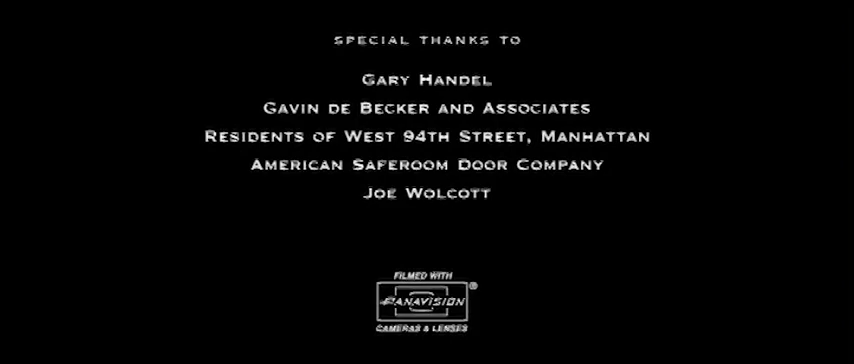 SPECIAL THANKS TO
GARY HANDEL
GAVIN DE BECKER AND ASSOCIATES
RESIDENTS OF WEST 94TH STREET, MANHATTAN
AMERICAN SAFEROOM DOOR COMPANY
JOE WOLCOTT
FILMED WITH
PANAVISION®
CAMERAS & LENSES